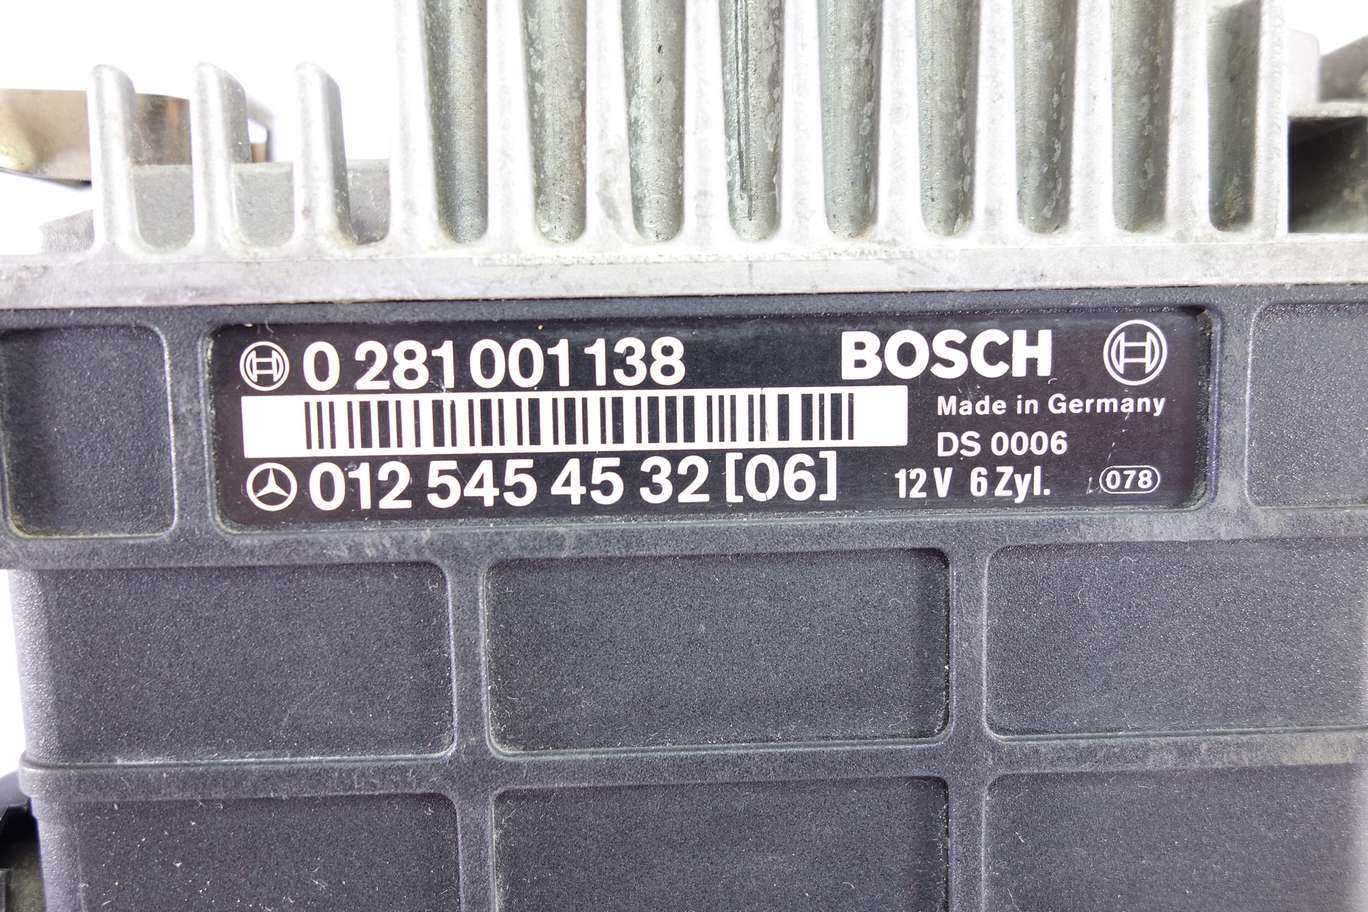 0 281 001 138
BOSCH
Made in Germany
DS 0006
012 545 45 32 [06]
12 V 6 Zyl.
078